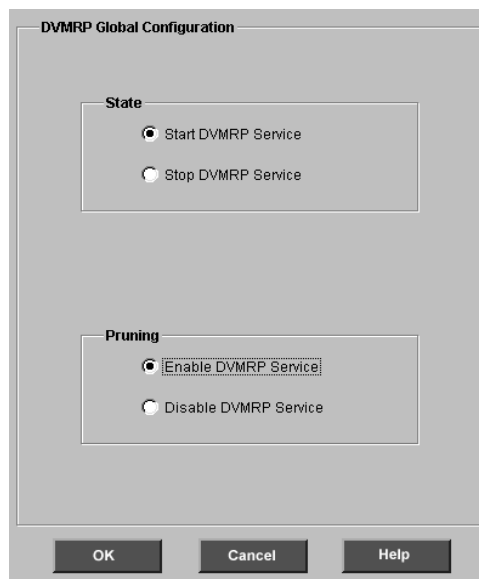 DVMRP Global Configuration
State
Start DVMRP Service
Stop DVMRP Service
Pruning
Enable DVMRP Service
Disable DVMRP Service
OK Cancel Help